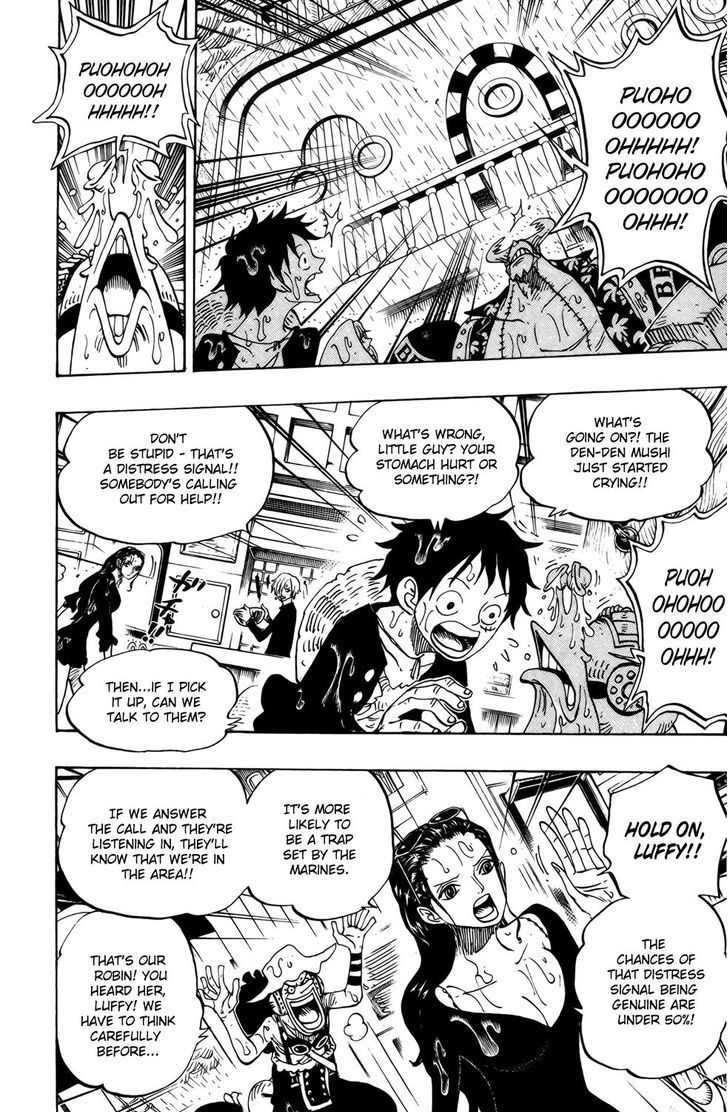 PUOHO
OOOOOO
OHHHHH!
PUOHOHO
OOOOOOO
OHHH!
PUOHOHOH
OOOOOOH
HHHHH!!
WHAT'S
GOING ON?! THE
DEN-DEN MUSHI
JUST STARTED
CRYING!!
WHAT'S WRONG,
LITTLE GUY? YOUR
STOMACH HURT OR
SOMETHING?!
DON'T
BE STUPID - THAT'S
A DISTRESS SIGNAL!!
SOMEBODY'S CALLING
OUT FOR HELP!!
PUOH
OHOHOO
OOOOO
OHHH!
THEN...IF I PICK
IT UP, CAN WE
TALK TO THEM?
HOLD ON,
LUFFY!!
THE
CHANCES OF
THAT DISTRESS
SIGNAL BEING
GENUINE ARE
UNDER 50%!
IT'S MORE
LIKELY TO
BE A TRAP
SET BY THE
MARINES.
IF WE ANSWER
THE CALL AND THEY'RE
LISTENING IN, THEY'LL
KNOW THAT WE'RE IN
THE AREA!!
THAT'S OUR
ROBIN! YOU
HEARD HER,
LUFFY! WE
HAVE TO THINK
CAREFULLY
BEFORE...